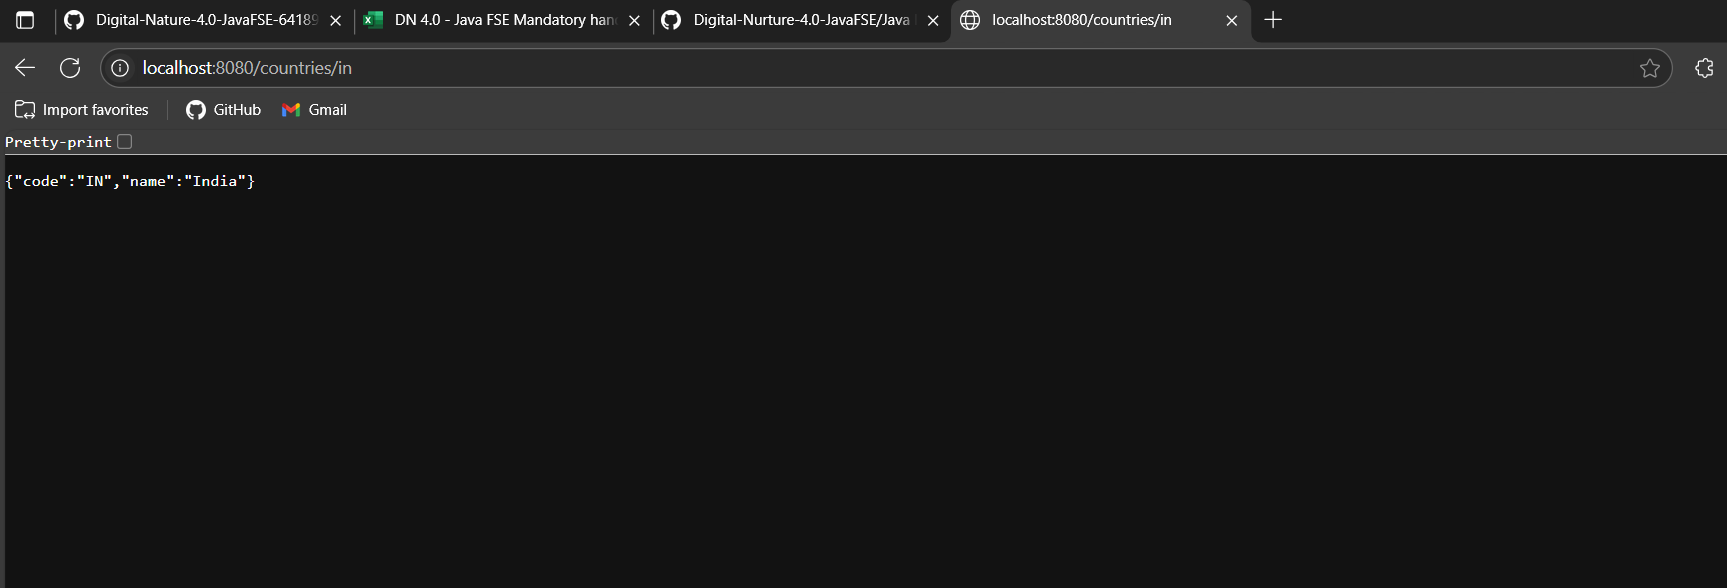 Digital-Nature-4.0-JavaFSE-64189
DN 4.0 - Java FSE Mandatory han
Digital-Nurture-4.0-JavaFSE/Java
localhost:8080/countries/in
localhost:8080/countries/in
Import favorites
GitHub
Gmail
Pretty-print
{"code":"IN","name":"India"}